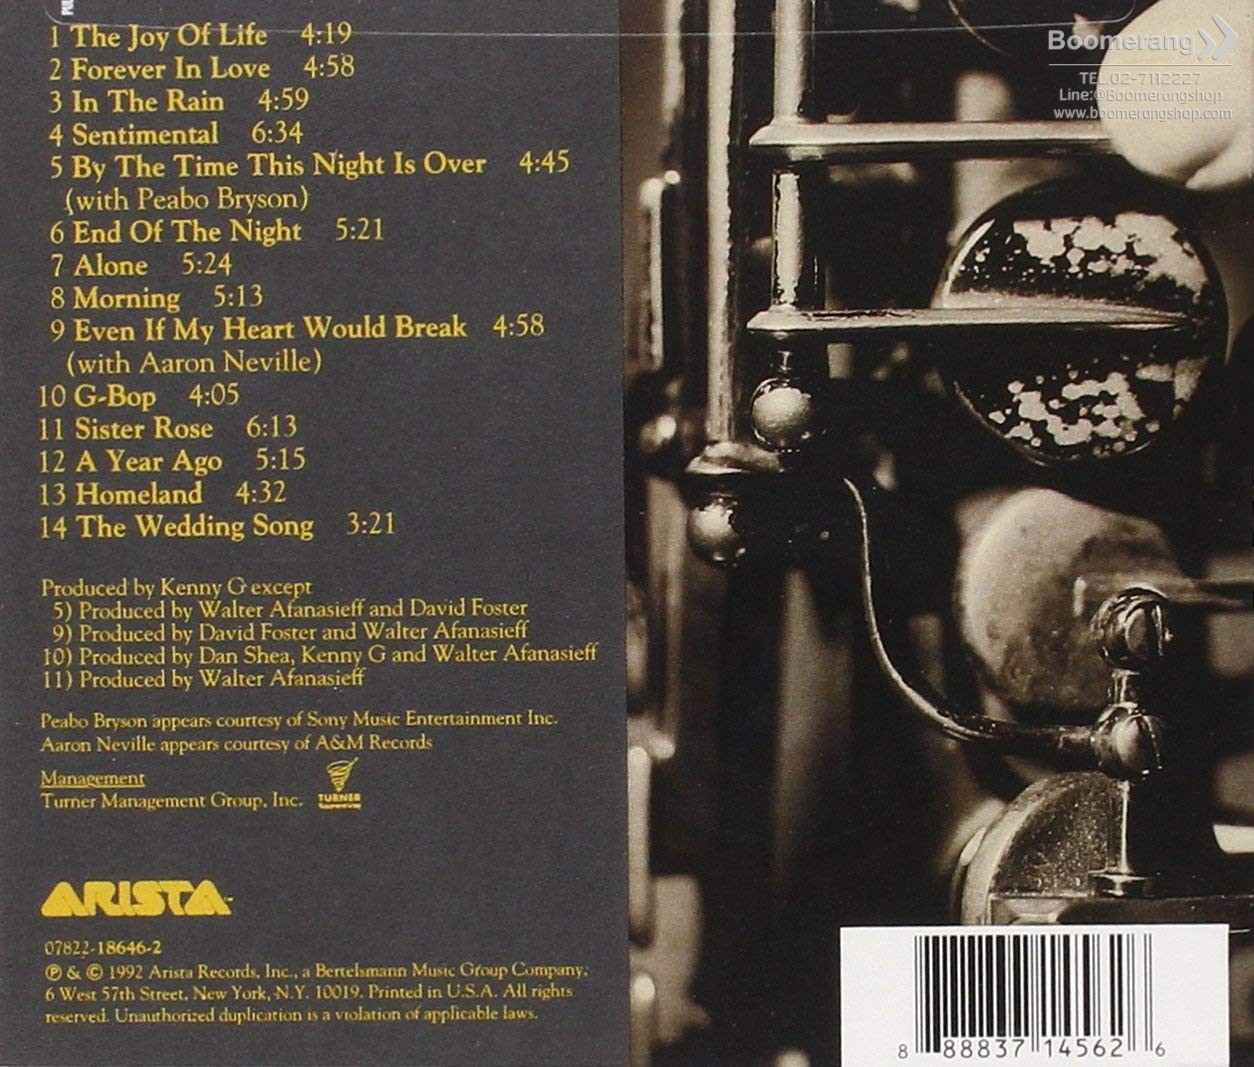 1 The Joy Of Life 4:19
2 Forever In Love 4:58
3 In The Rain 4:59
4 Sentimental 6:34
5 By The Time This Night Is Over 4:45
(with Peabo Bryson)
6 End Of The Night 5:21
7 Alone 5:24
8 Morning 5:13
9 Even If My Heart Would Break 4:58
(with Aaron Neville)
10 G-Bop 4:05
11 Sister Rose 6:13
12 A Year Ago 5:15
13 Homeland 4:32
14 The Wedding Song 3:21
Produced by Kenny G except
5) Produced by Walter Afanasieff and David Foster
9) Produced by David Foster and Walter Afanasieff
10) Produced by Dan Shea, Kenny G and Walter Afanasieff
11) Produced by Walter Afanasieff
Peabo Bryson appears courtesy of Sony Music Entertainment Inc.
Aaron Neville appears courtesy of A&M Records
Management
Turner Management Group, Inc.
TURNER
ARISTA
07822-18646-2
℗ & © 1992 Arista Records, Inc., a Bertelsmann Music Group Company.
6 West 57th Street, New York, N.Y. 10019. Printed in U.S.A. All rights
reserved. Unauthorized duplication is a violation of applicable laws.
Boomerang
TEL.02-7112227
Line:@Boomerangshop
www.boomerangshop.com
8 88837 14562 6